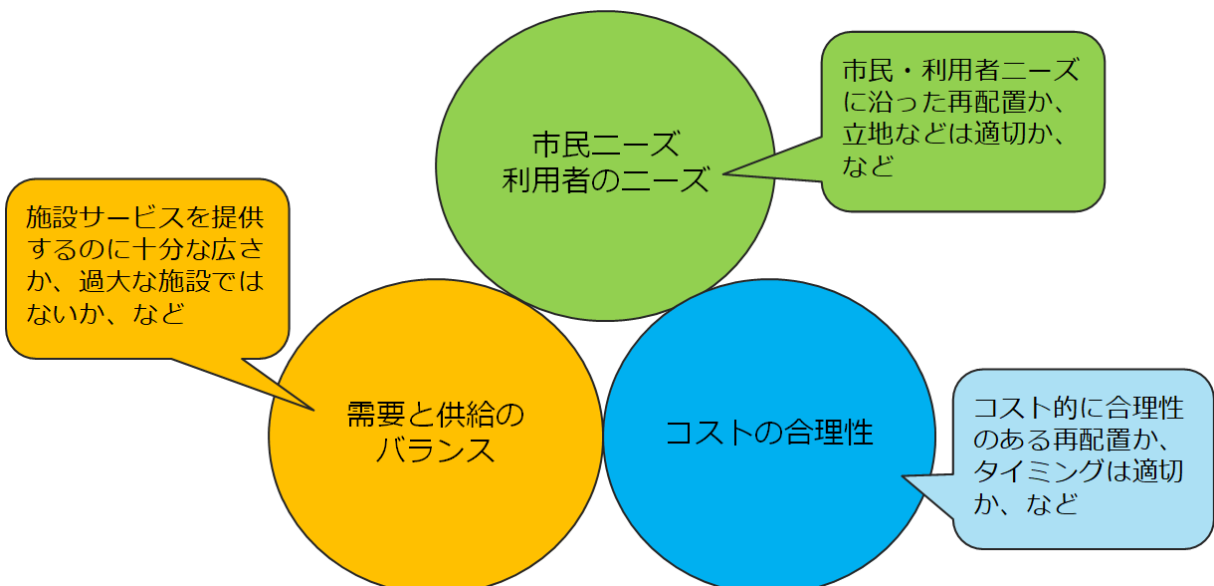 市民ニーズ
利用者のニーズ
市民・利用者ニーズ
に沿った再配置か、
立地などは適切か、
など
施設サービスを提供
するのに十分な広さ
か、過大な施設では
ないか、など
需要と供給の
バランス
コストの合理性
コスト的に合理性
のある再配置か、
タイミングは適切
か、など